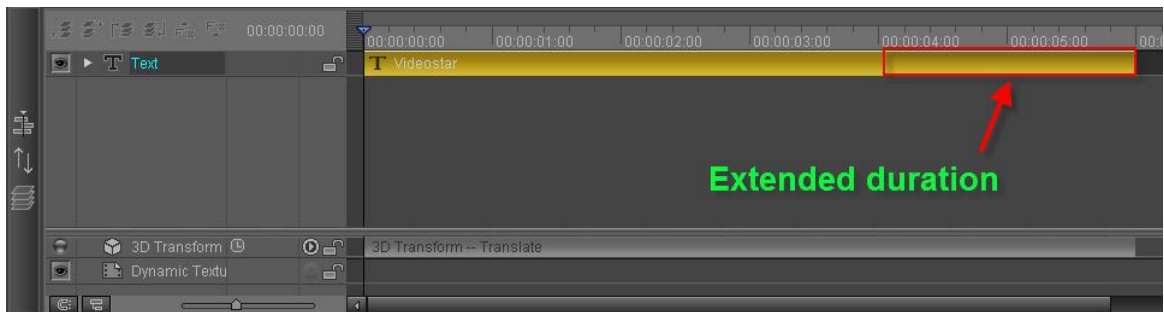 00:00:00:00
00:00:00:00 00:00:01:00 00:00:02:00 00:00:03:00 00:00:04:00 00:00:05:00
T Text
T Videostar
Extended duration
3D Transform
3D Transform -- Translate
Dynamic Textu